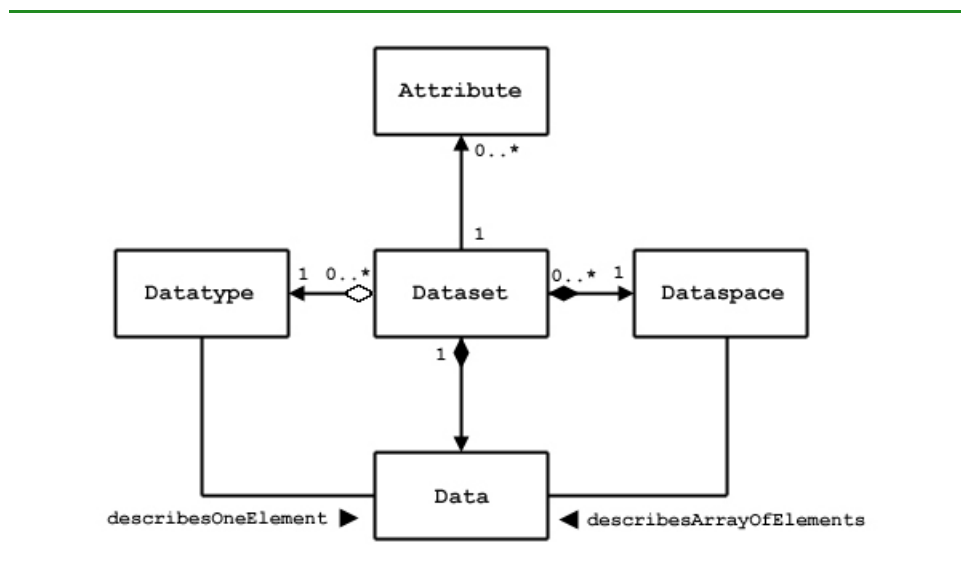 Attribute
0..*
1
1 0..*
0..* 1
Datatype
Dataset
Dataspace
1
Data
describesOneElement
describesArrayOfElements